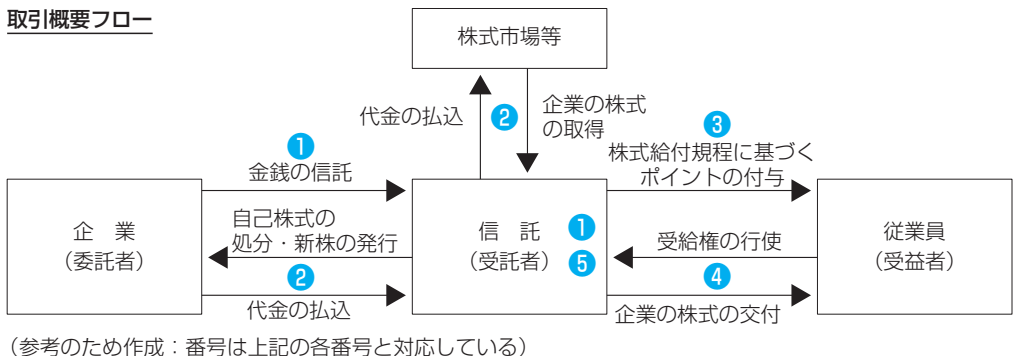 取引概要フロー
株式市場等
代金の払込
❷
企業の株式
の取得
❶
金銭の信託
❸
株式給付規程に基づく
ポイントの付与
企　業
（委託者）
自己株式の
処分・新株の発行
❷
代金の払込
信　託
（受託者）
❶
❺
受給権の行使
❹
企業の株式の交付
従業員
（受益者）
（参考のため作成：番号は上記の各番号と対応している）